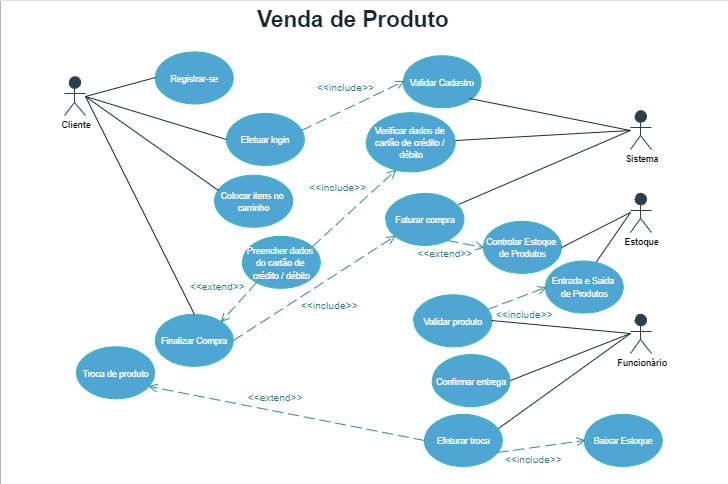 Venda de Produto
Registrar-se
<<include>>
Validar Cadastro
Cliente
Efetuar login
Verificar dados de
cartão de crédito /
débito
Sistema
<<include>>
Colocar itens no
carrinho
Faturar compra
Controlar Estoque
de Produtos
Estoque
Preencher dados
do cartão de
crédito / débito
<<extend>>
<<extend>>
<<include>>
Entrada e Saida
de Produtos
<<include>>
Validar produto
Finalizar Compra
Funcionário
Troca de produto
Confirmar entrega
<<extend>>
Efeturar troca
<<include>>
Baixar Estoque